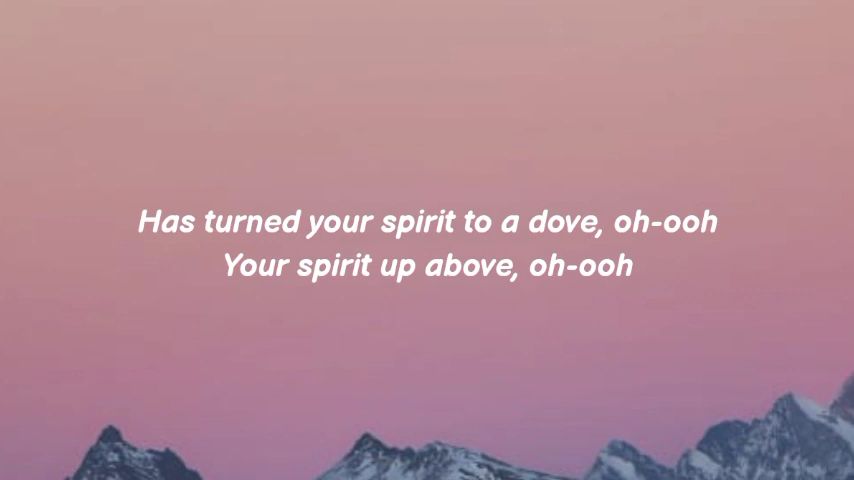 Has turned your spirit to a dove, oh-ooh
Your spirit up above, oh-ooh